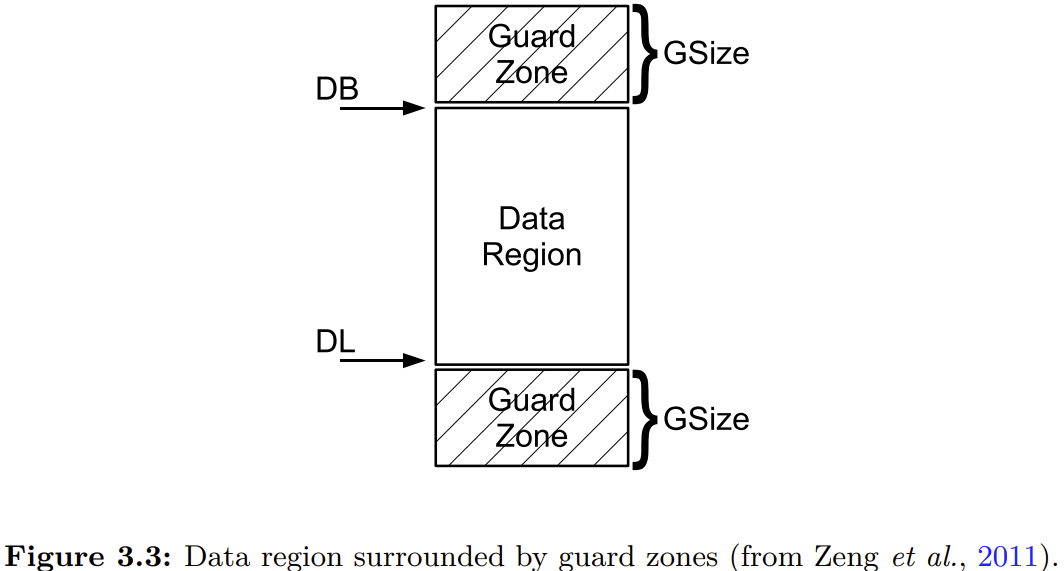 Guard
Zone
GSize
DB
Data
Region
DL
Guard
Zone
GSize
Figure 3.3: Data region surrounded by guard zones (from Zeng et al., 2011).